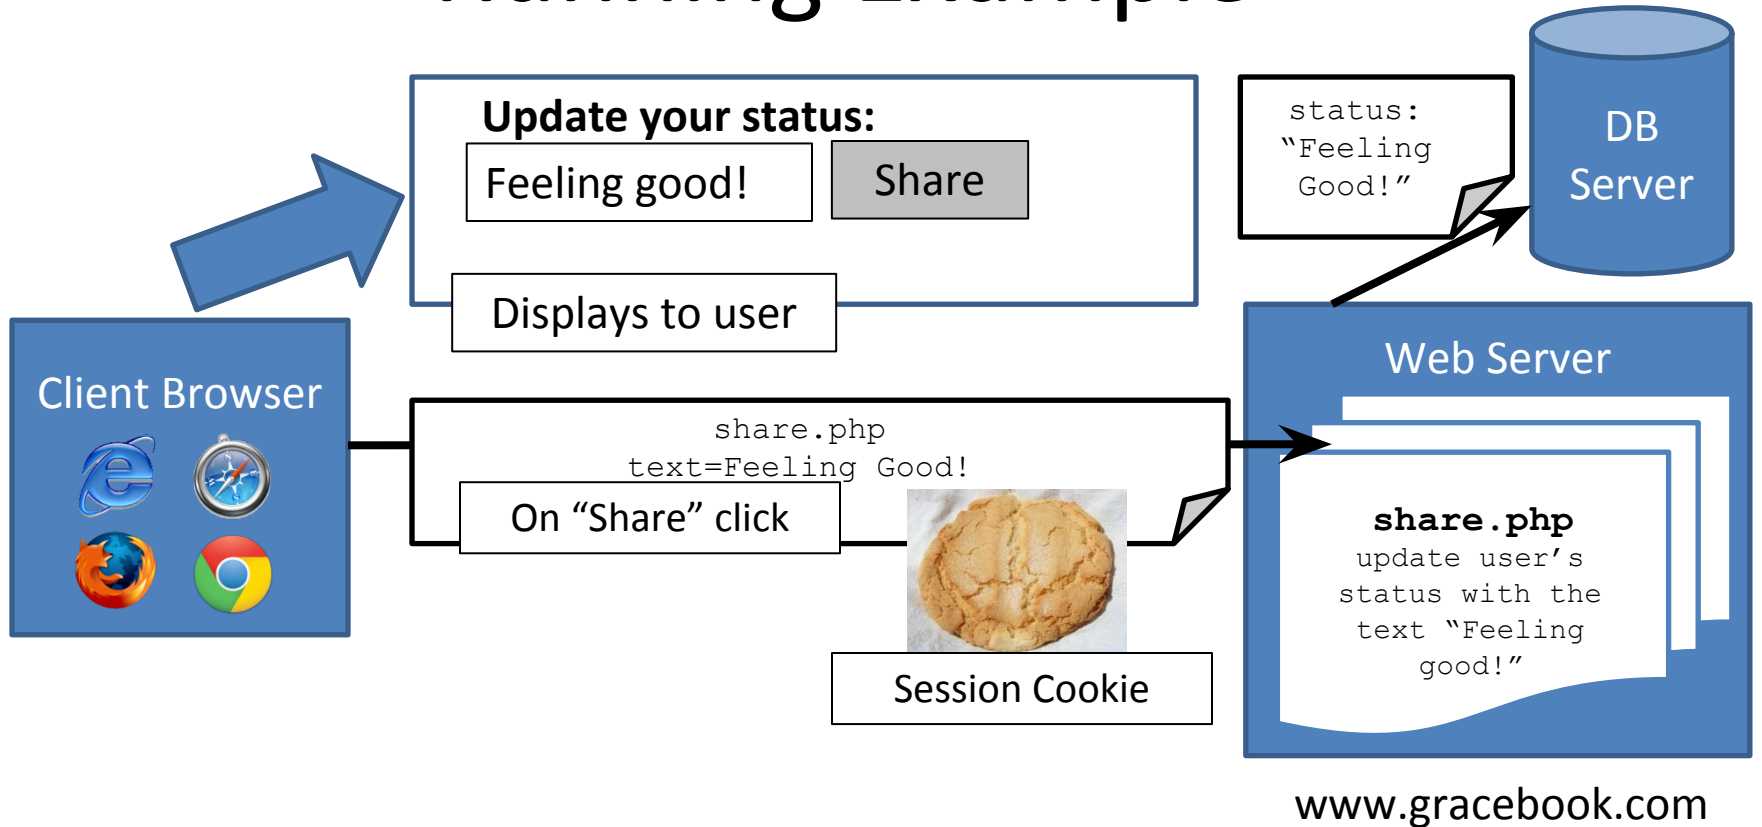 Running Example
Update your status:
Feeling good!
Share
Displays to user
status:
“Feeling
Good!”
DB
Server
Client Browser
share.php
text=Feeling Good!
On “Share” click
Session Cookie
Web Server
share.php
update user’s
status with the
text “Feeling
good!”
www.gracebook.com